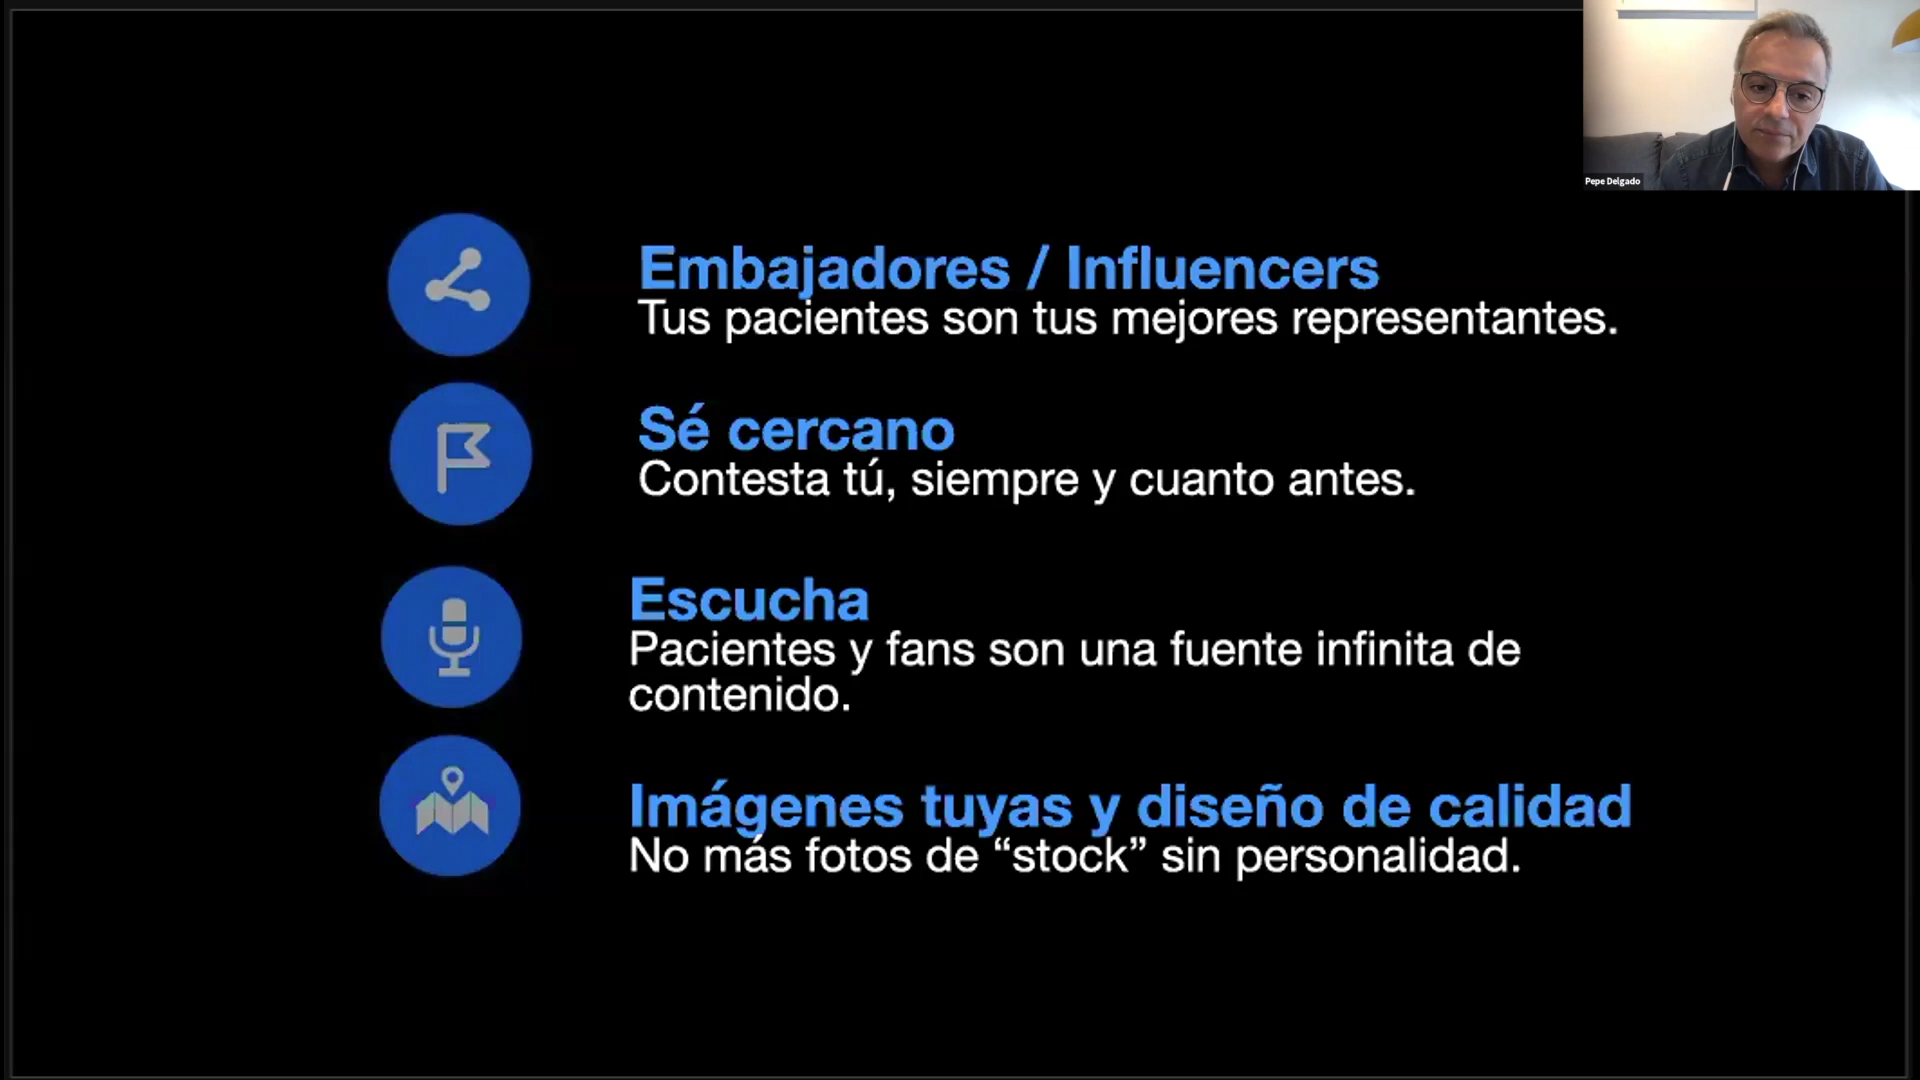 Pepe Delgado
Embajadores / Influencers
Tus pacientes son tus mejores representantes.
Sé cercano
Contesta tú, siempre y cuanto antes.
Escucha
Pacientes y fans son una fuente infinita de
contenido.
Imágenes tuyas y diseño de calidad
No más fotos de “stock” sin personalidad.